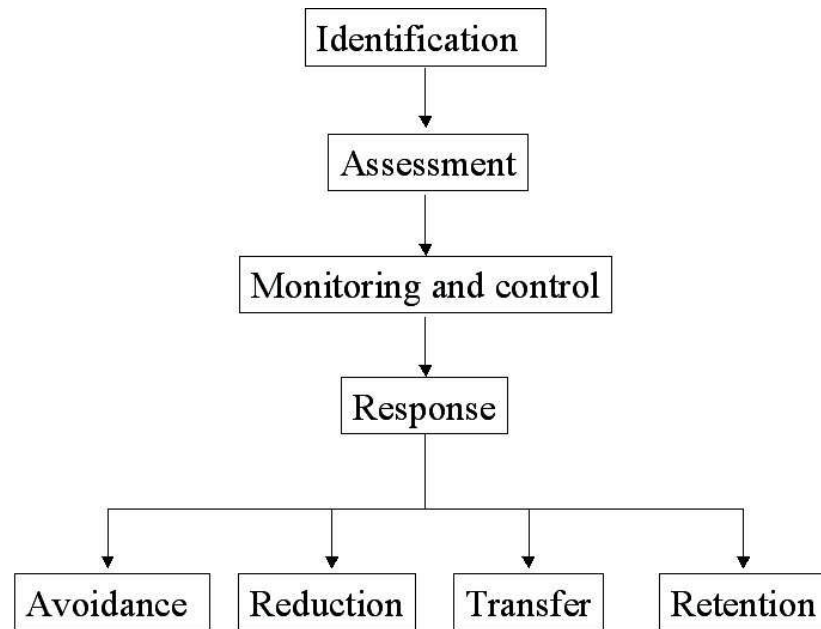 Identification
Assessment
Monitoring and control
Response
Avoidance
Reduction
Transfer
Retention